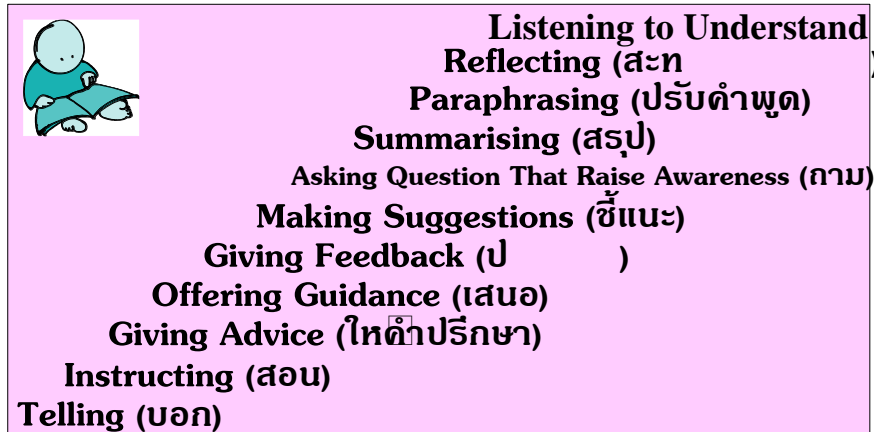 Listening to Understand
Reflecting (สะท )
Paraphrasing (ปรับคำพูด)
Summarising (สรุป)
Asking Question That Raise Awareness (ถาม)
Making Suggestions (ชี้แนะ)
Giving Feedback (ป )
Offering Guidance (เสนอ)
Giving Advice (ใหคำปรึกษา)
Instructing (สอน)
Telling (บอก)